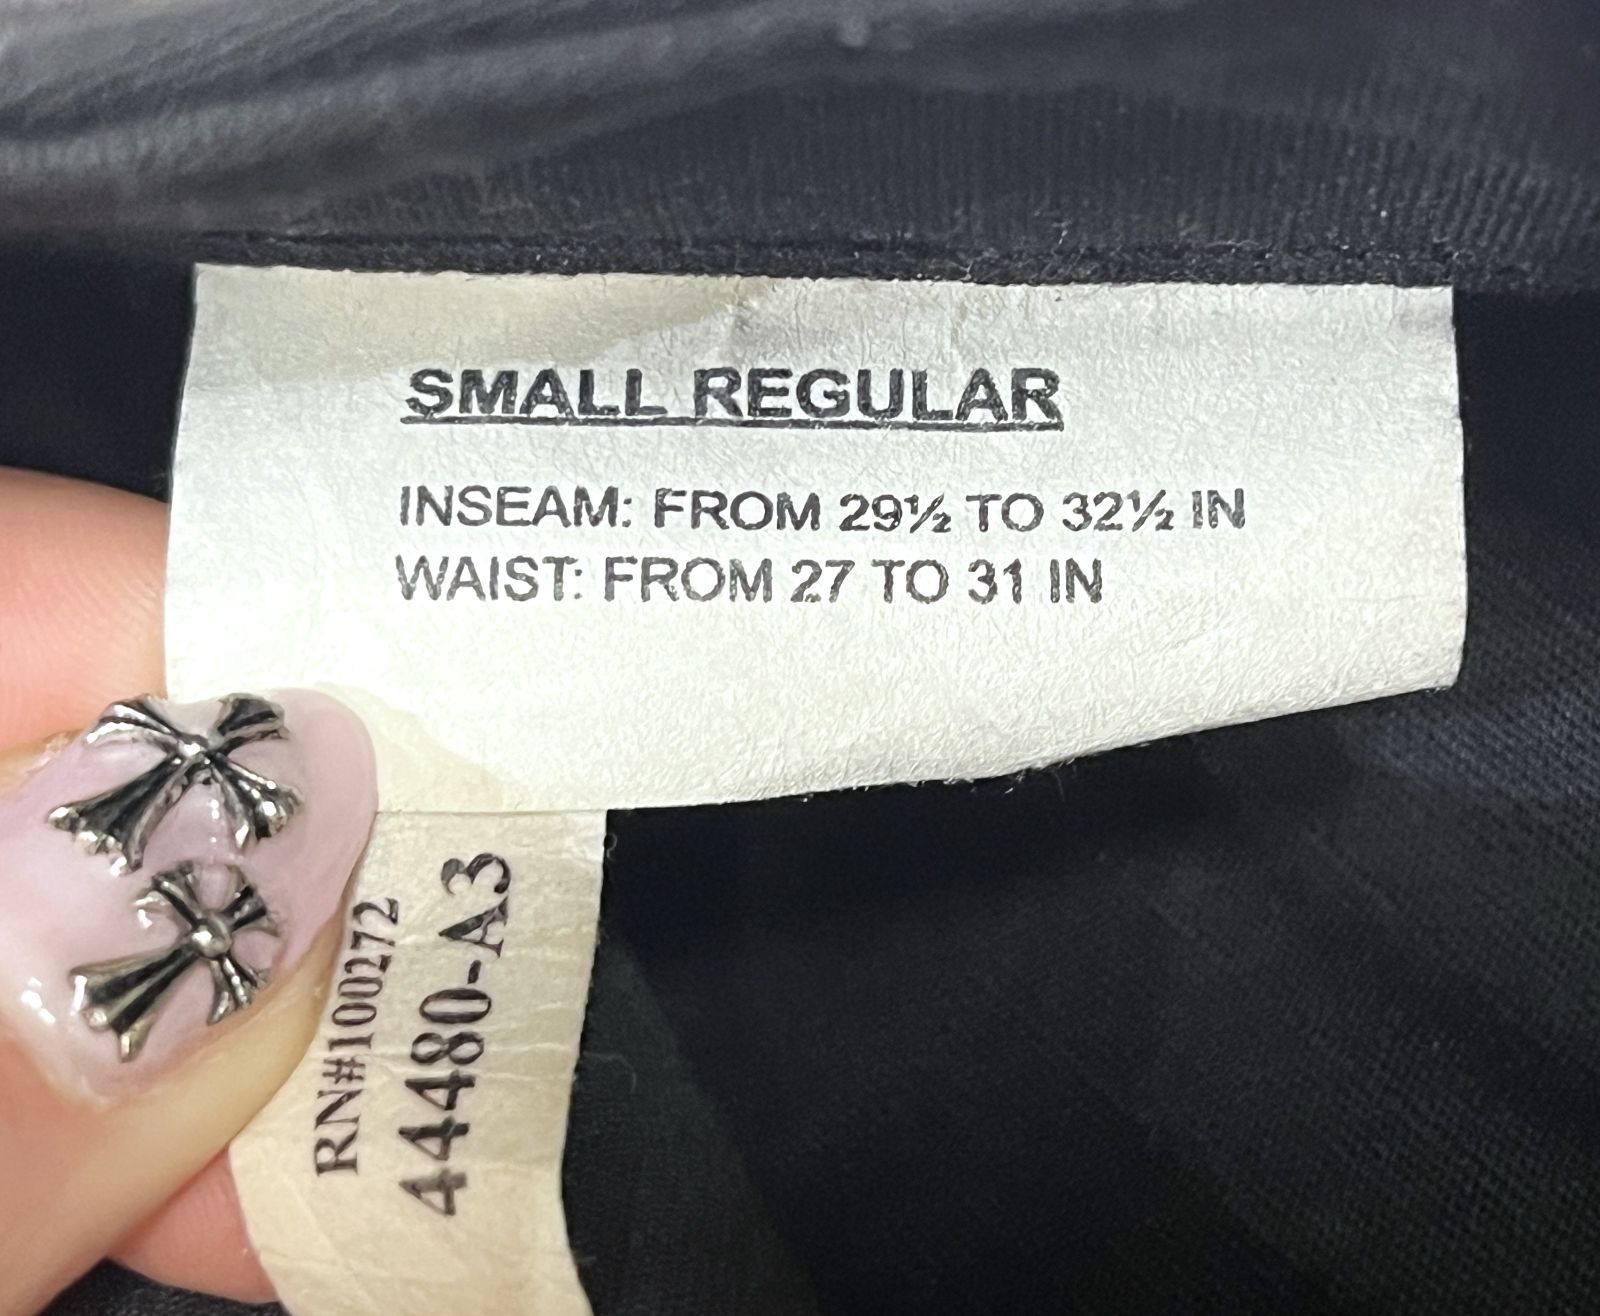 SMALL REGULAR
INSEAM: FROM 29½ TO 32½ IN
WAIST: FROM 27 TO 31 IN
RN#100272
44480-A3